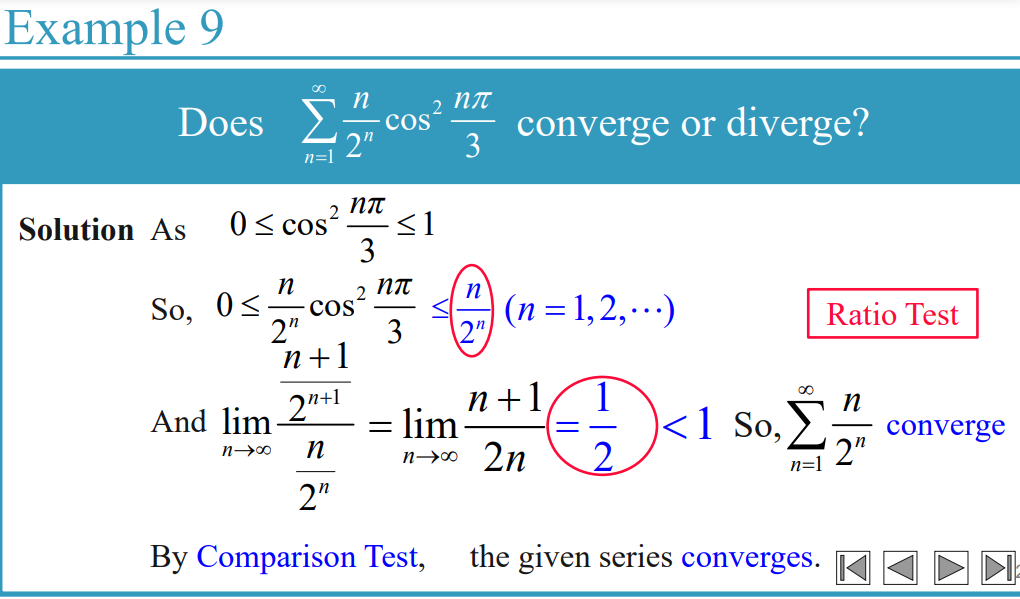 Example 9
Does $\sum_{n=1}^{\infty} \frac{n}{2^n} \cos^2 \frac{n\pi}{3}$ converge or diverge?
Solution As $0 \le \cos^2 \frac{n\pi}{3} \le 1$
So, $0 \le \frac{n}{2^n} \cos^2 \frac{n\pi}{3} \le \frac{n}{2^n}$ $(n = 1, 2, \cdots)$ Ratio Test
And $\lim_{n\to\infty} \frac{\frac{n+1}{2^{n+1}}}{\frac{n}{2^n}} = \lim_{n\to\infty} \frac{n+1}{2n} = \frac{1}{2} < 1$ So, $\sum_{n=1}^{\infty} \frac{n}{2^n}$ converge
By Comparison Test, the given series converges.